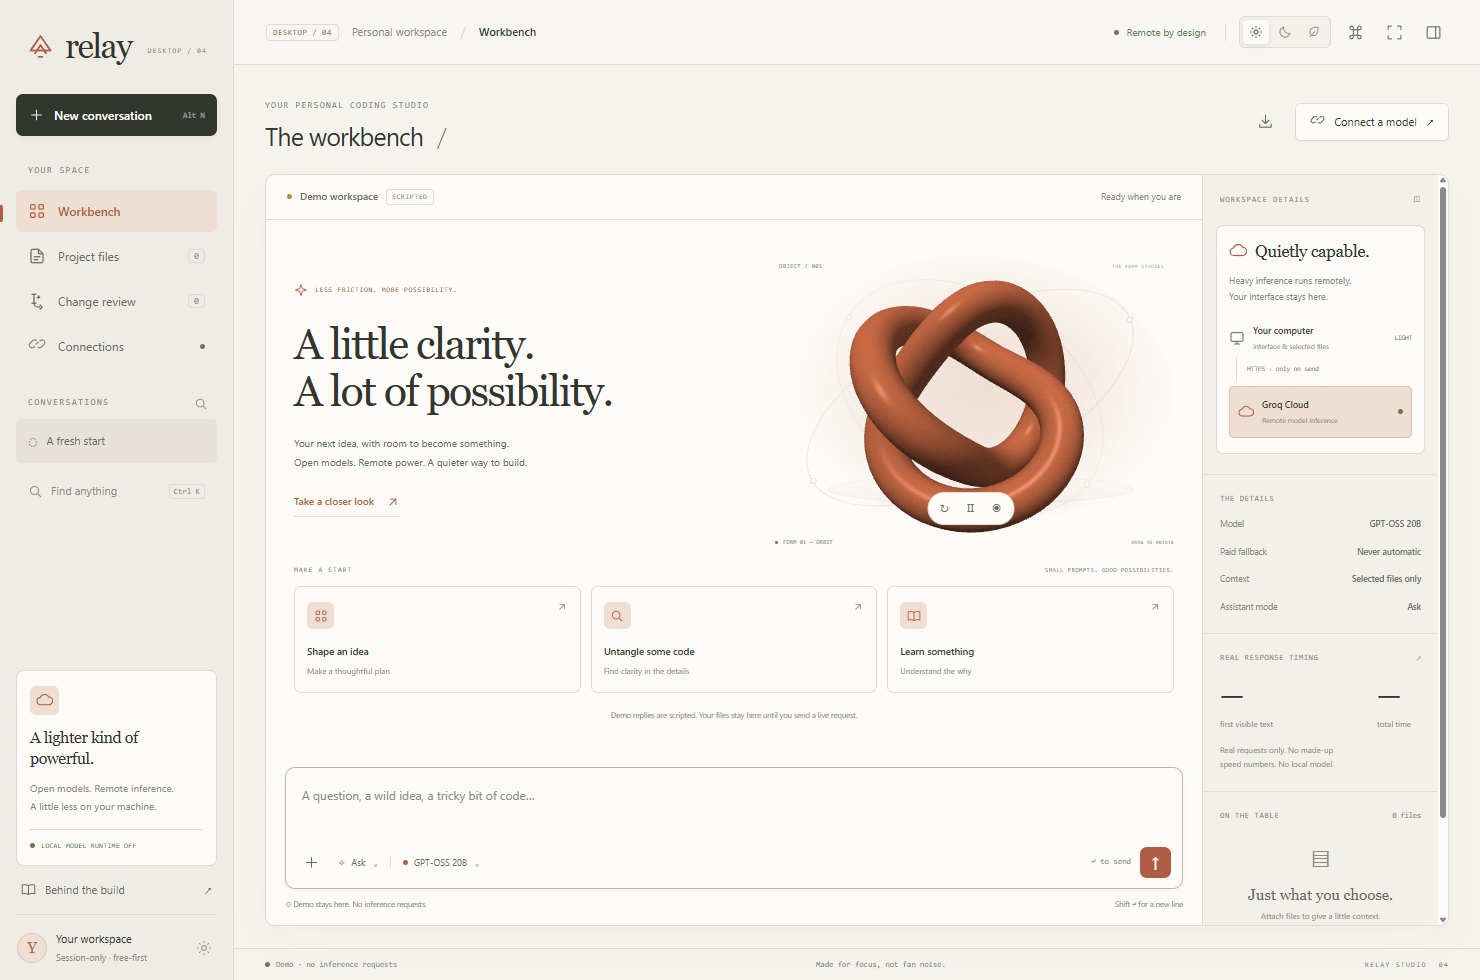 relay DESKTOP / 04
New conversation Alt N
YOUR SPACE
Workbench
Project files 0
Change review 0
Connections
CONVERSATIONS
A fresh start
Find anything Ctrl K
A lighter kind of
powerful.
Open models. Remote inference.
A little less on your machine.
LOCAL MODEL RUNTIME OFF
Behind the build ↗
Y
Your workspace
Session-only · free-first
DESKTOP / 04 Personal workspace / Workbench
Remote by design
YOUR PERSONAL CODING STUDIO
The workbench /
Connect a model ↗
Demo workspace SCRIPTED
Ready when you are
OBJECT / 001
THE FORM STUDIES
LESS FRICTION. MORE POSSIBILITY.
A little clarity.
A lot of possibility.
Your next idea, with room to become something.
Open models. Remote power. A quieter way to build.
Take a closer look
FORM 01 — ORBIT
DRAG TO ROTATE
MAKE A START
SMALL PROMPTS. GOOD POSSIBILITIES.
Shape an idea
Make a thoughtful plan
Untangle some code
Find clarity in the details
Learn something
Understand the why
Demo replies are scripted. Your files stay here until you send a live request.
A question, a wild idea, a tricky bit of code...
Ask
GPT-OSS 20B
↵ to send
Demo stays here. No inference requests.
Shift ↵ for a new line
WORKSPACE DETAILS
Quietly capable.
Heavy inference runs remotely.
Your interface stays here.
Your computer
Interface & selected files
LIGHT
HTTPS · only on send
Groq Cloud
Remote model inference
THE DETAILS
Model GPT-OSS 20B
Paid fallback Never automatic
Context Selected files only
Assistant mode Ask
REAL RESPONSE TIMING ↗
— —
first visible text total time
Real requests only. No made-up
speed numbers. No local model.
ON THE TABLE 0 files
Just what you choose.
Attach files to give a little context.
Demo · no inference requests
Made for focus, not fan noise.
RELAY STUDIO 04